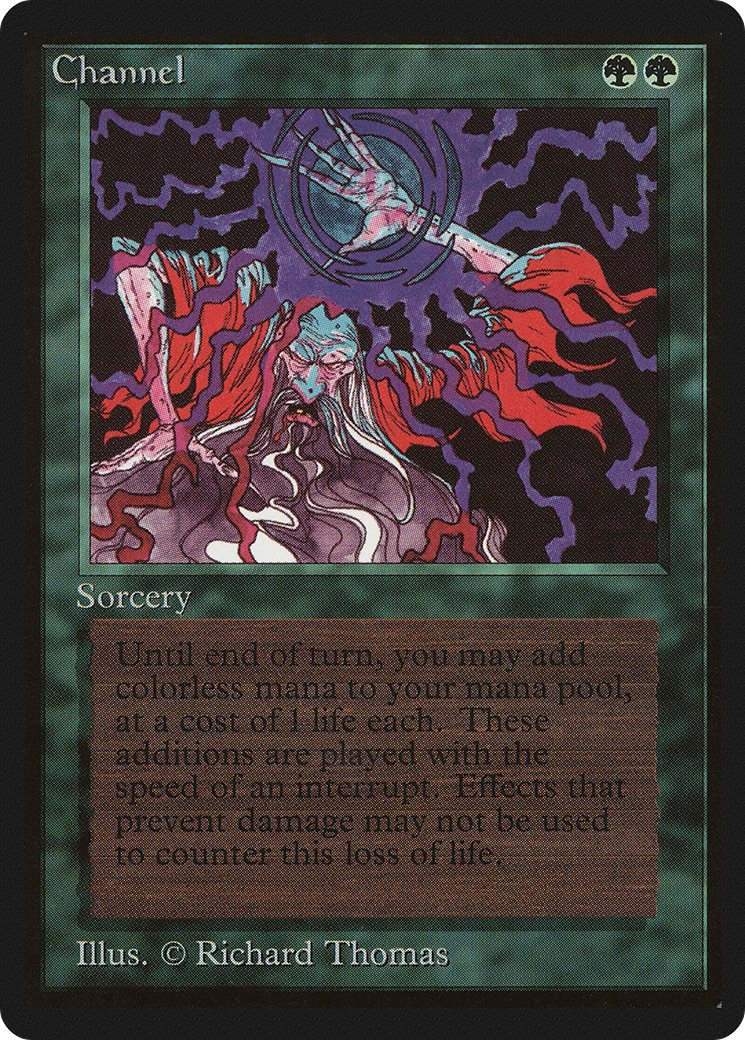 Channel
Sorcery
Until end of turn, you may add
colorless mana to your mana pool,
at a cost of 1 life each. These
additions are played with the
speed of an interrupt. Effects that
prevent damage may not be used
to counter this loss of life.
Illus. © Richard Thomas